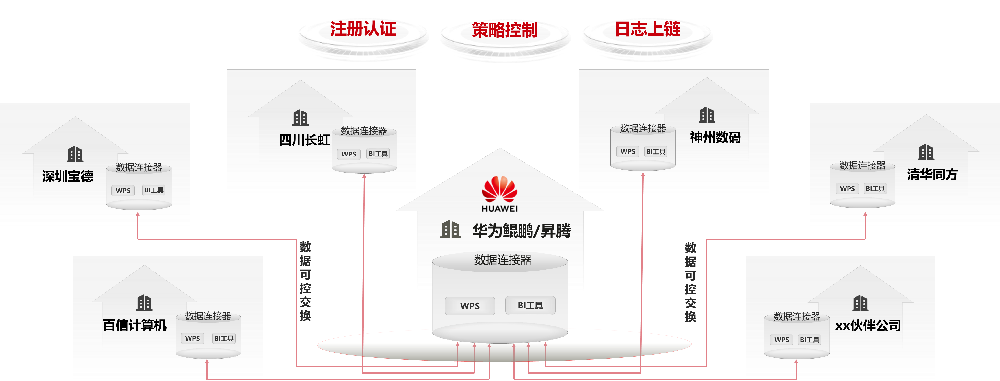 注册认证
策略控制
日志上链
四川长虹
数据连接器
WPS
BI工具
数据连接器
WPS
BI工具
神州数码
深圳宝德
数据连接器
WPS
BI工具
数据连接器
WPS
BI工具
清华同方
HUAWEI
华为鲲鹏/昇腾
数据连接器
WPS
BI工具
数据可控交换
数据可控交换
百信计算机
数据连接器
WPS
BI工具
数据连接器
WPS
BI工具
xx伙伴公司